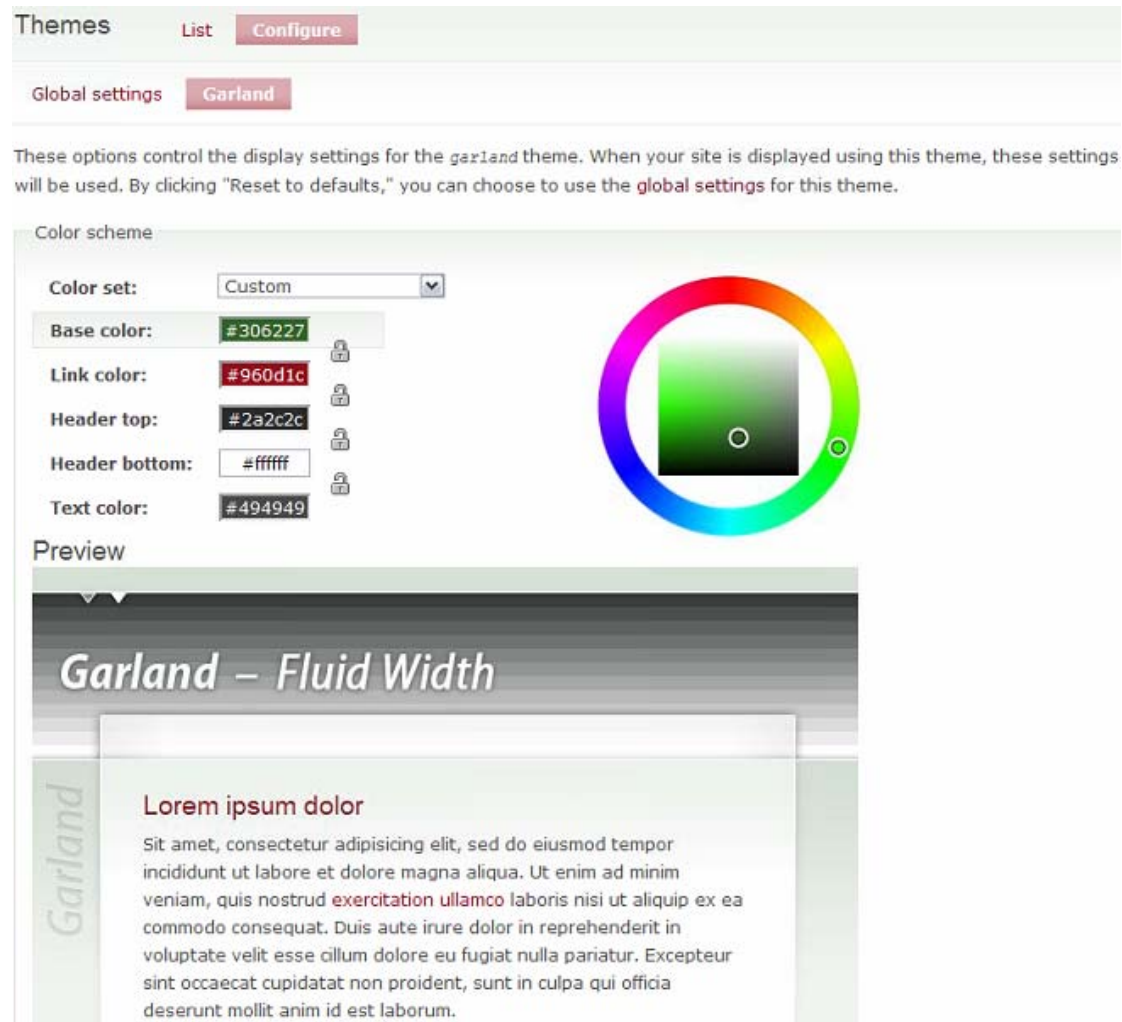 Themes List Configure
Global settings Garland
These options control the display settings for the garland theme. When your site is displayed using this theme, these settings
will be used. By clicking "Reset to defaults," you can choose to use the global settings for this theme.
Color scheme
Color set: Custom
Base color: #306227
Link color: #960d1c
Header top: #2a2c2c
Header bottom: #ffffff
Text color: #494949
Preview
Garland – Fluid Width
Garland
Lorem ipsum dolor
Sit amet, consectetur adipisicing elit, sed do eiusmod tempor
incididunt ut labore et dolore magna aliqua. Ut enim ad minim
veniam, quis nostrud exercitation ullamco laboris nisi ut aliquip ex ea
commodo consequat. Duis aute irure dolor in reprehenderit in
voluptate velit esse cillum dolore eu fugiat nulla pariatur. Excepteur
sint occaecat cupidatat non proident, sunt in culpa qui officia
deserunt mollit anim id est laborum.